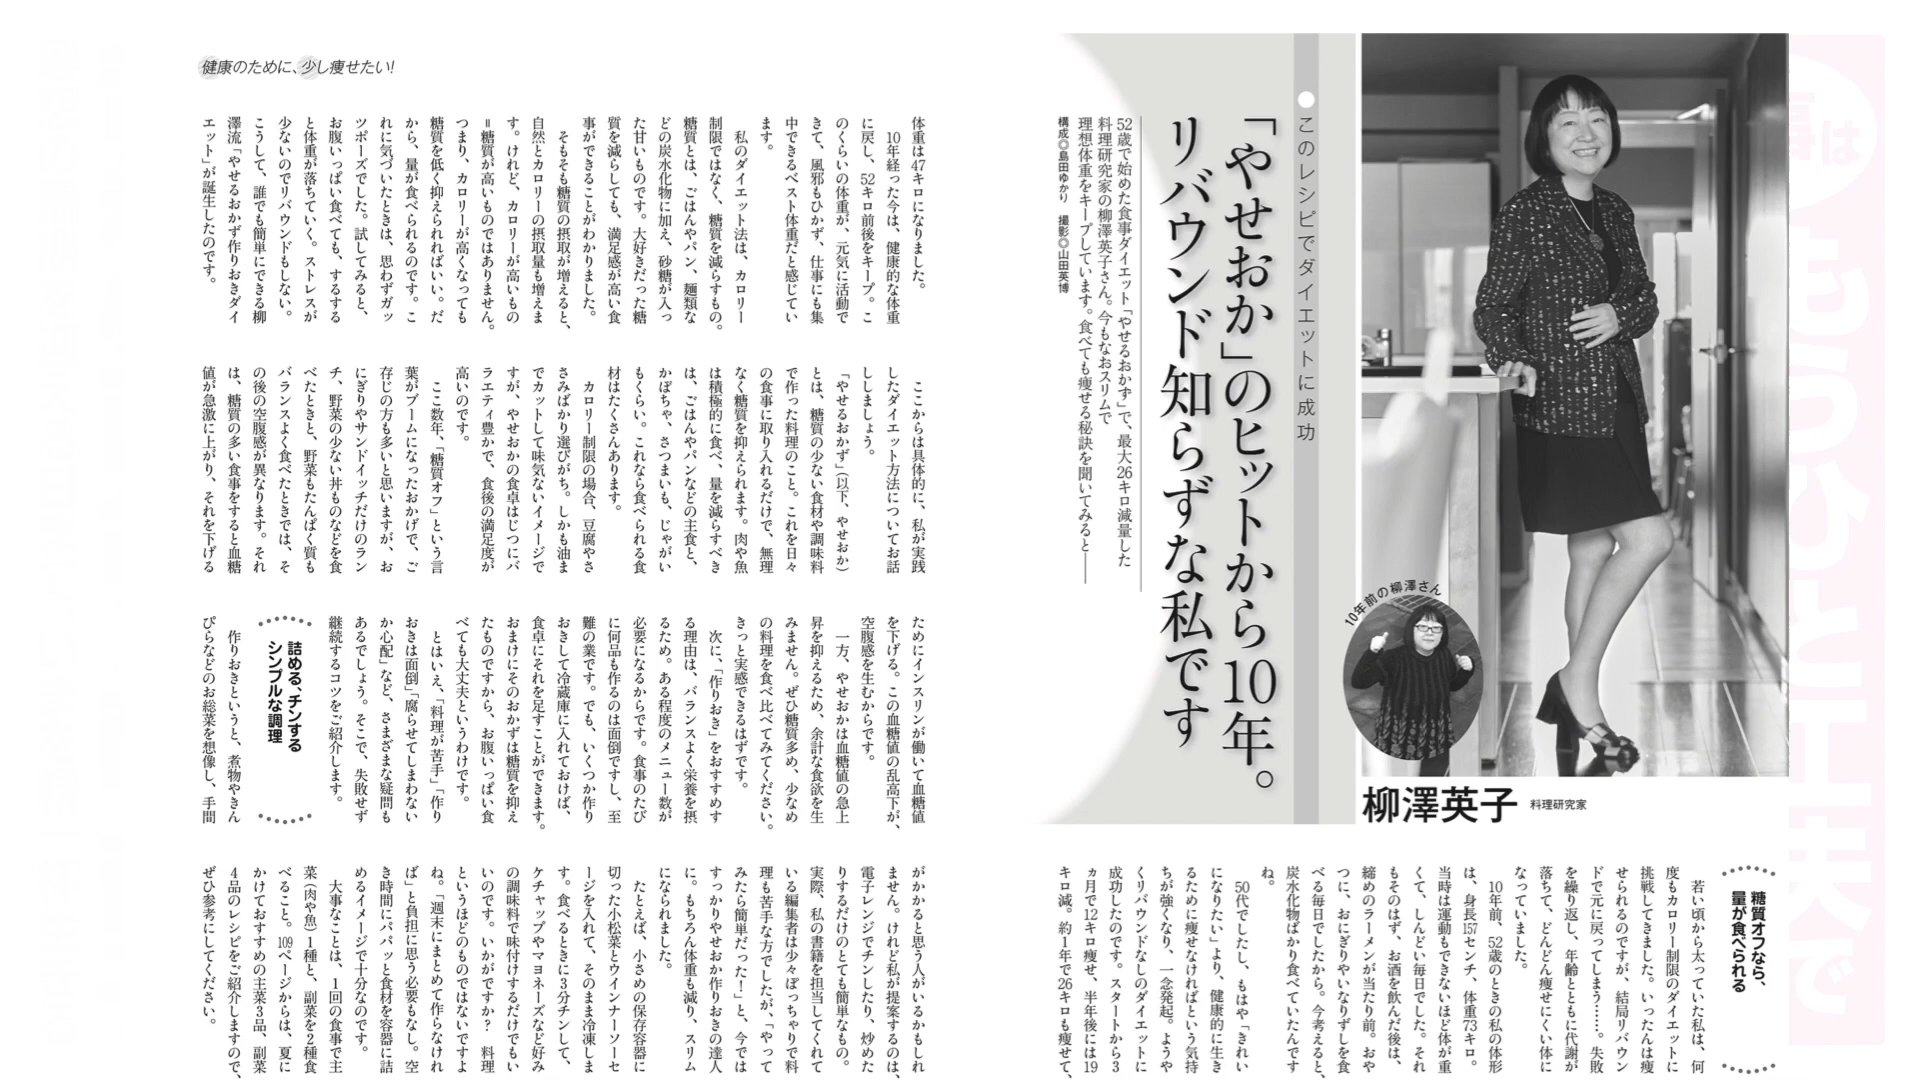 ●このレシピでダイエットに成功
「やせおか」のヒットから10年。
リバウンド知らずな私です
52歳で始めた食事ダイエット「やせるおかず」で、最大26キロ減量した
料理研究家の柳澤英子さん。今もなおスリムで
理想体重をキープしています。食べても痩せる秘訣を聞いてみると――
構成◎島田ゆかり 撮影◎山田英博
10年前の柳澤さん
柳澤英子 料理研究家
糖質オフなら、
量が食べられる
若い頃から太っていた私は、何
度もカロリー制限のダイエットに
挑戦してきました。いったんは痩
せられるのですが、結局リバウン
ドで元に戻ってしまう……。失敗
を繰り返し、年齢とともに代謝が
落ちて、どんどん痩せにくい体に
なっていました。
10年前、52歳のときの私の体形
は、身長157センチ、体重73キロ。
当時は運動もできないほど体が重
くて、しんどい毎日でした。それ
もそのはず、お酒を飲んだ後は、
締めのラーメンが当たり前。おや
つに、おにぎりやいなりずしを食
べる毎日でしたから。今考えると、
炭水化物ばかり食べていたんです
ね。
50代でしたし、もはや「きれい
になりたい」より、健康的に生き
るために痩せなければという気持
ちが強くなり、一念発起。ようや
くリバウンドなしのダイエットに
成功したのです。スタートから3
ヵ月で12キロ痩せ、半年後には19
キロ減。約1年で26キロも痩せて、
健康のために、少し痩せたい!
体重は47キロになりました。
10年経った今は、健康的な体重
に戻し、52キロ前後をキープ。こ
のくらいの体重が、元気に活動で
きて、風邪もひかず、仕事にも集
中できるベスト体重だと感じてい
ます。
私のダイエット法は、カロリー
制限ではなく、糖質を減らすもの。
糖質とは、ごはんやパン、麺類な
どの炭水化物に加え、砂糖が入っ
た甘いものです。大好きだった糖
質を減らしても、満足感が高い食
事ができることがわかりました。
そもそも糖質の摂取が増えると、
自然とカロリーの摂取量も増えま
す。けれど、カロリーが高いもの
=糖質が高いものではありません。
つまり、カロリーが高くなっても
糖質を低く抑えられればいい。だ
から、量が食べられるのです。こ
れに気づいたときは、思わずガッ
ツポーズでした。試してみると、
お腹いっぱい食べても、するする
と体重が落ちていく。ストレスが
少ないのでリバウンドもしない。
こうして、誰でも簡単にできる柳
澤流「やせるおかず作りおきダイ
エット」が誕生したのです。
ここからは具体的に、私が実践
したダイエット方法についてお話
ししましょう。
「やせるおかず」(以下、やせおか)
とは、糖質の少ない食材や調味料
で作った料理のこと。これを日々
の食事に取り入れるだけで、無理
なく糖質を抑えられます。肉や魚
は積極的に食べ、量を減らすべき
は、ごはんやパンなどの主食と、
かぼちゃ、さつまいも、じゃがい
もくらい。これなら食べられる食
材はたくさんあります。
カロリー制限の場合、豆腐やさ
さみばかり選びがち。しかも油ま
でカットして味気ないイメージで
すが、やせおかの食卓はじつにバ
ラエティ豊かで、食後の満足度が
高いのです。
ここ数年、「糖質オフ」という言
葉がブームになったおかげで、ご
存じの方も多いと思いますが、お
にぎりやサンドイッチだけのラン
チ、野菜の少ない丼ものなどを食
べたときと、野菜もたんぱく質も
バランスよく食べたときでは、そ
の後の空腹感が異なります。それ
は、糖質の多い食事をすると血糖
値が急激に上がり、それを下げる
ためにインスリンが働いて血糖値
を下げる。この血糖値の乱高下が、
空腹感を生むからです。
一方、やせおかは血糖値の急上
昇を抑えるため、余計な食欲を生
みません。ぜひ糖質多め、少なめ
の料理を食べ比べてみてください。
きっと実感できるはずです。
次に、「作りおき」をおすすめす
る理由は、バランスよく栄養を摂
るため。ある程度のメニュー数が
必要になるからです。食事のたび
に何品も作るのは面倒ですし、至
難の業です。でも、いくつか作り
おきして冷蔵庫に入れておけば、
食卓にそれを足すことができます。
おまけにそのおかずは糖質を抑え
たものですから、お腹いっぱい食
べても大丈夫というわけです。
とはいえ、「料理が苦手」「作り
おきは面倒」「腐らせてしまわない
か心配」など、さまざまな疑問も
あるでしょう。そこで、失敗せず
継続するコツをご紹介します。
詰める、チンする
シンプルな調理
作りおきというと、煮物やきん
ぴらなどのお総菜を想像し、手間
がかかると思う人がいるかもしれ
ません。けれど私が提案するのは、
電子レンジでチンしたり、炒めた
りするだけのとても簡単なもの。
実際、私の書籍を担当してくれて
いる編集者は少々ぽっちゃりで料
理も苦手な方でしたが、「やって
みたら簡単だった!」と、今では
すっかりやせおか作りおきの達人
に。もちろん体重も減り、スリム
になられました。
たとえば、小さめの保存容器に
切った小松菜とウインナーソーセ
ージを入れて、そのまま冷凍しま
す。食べるときに3分チンして、
ケチャップやマヨネーズなど好み
の調味料で味付けするだけでもい
いのです。いかがですか? 料理
というほどのものではないですよ
ね。「週末にまとめて作らなけれ
ば」と負担に思う必要もなし。空
き時間にパパッと食材を容器に詰
めるイメージで十分なのです。
大事なことは、1回の食事で主
菜(肉や魚)1種と、副菜を2種食
べること。109ページからは、夏に
かけておすすめの主菜3品、副菜
4品のレシピをご紹介しますので、
ぜひ参考にしてください。